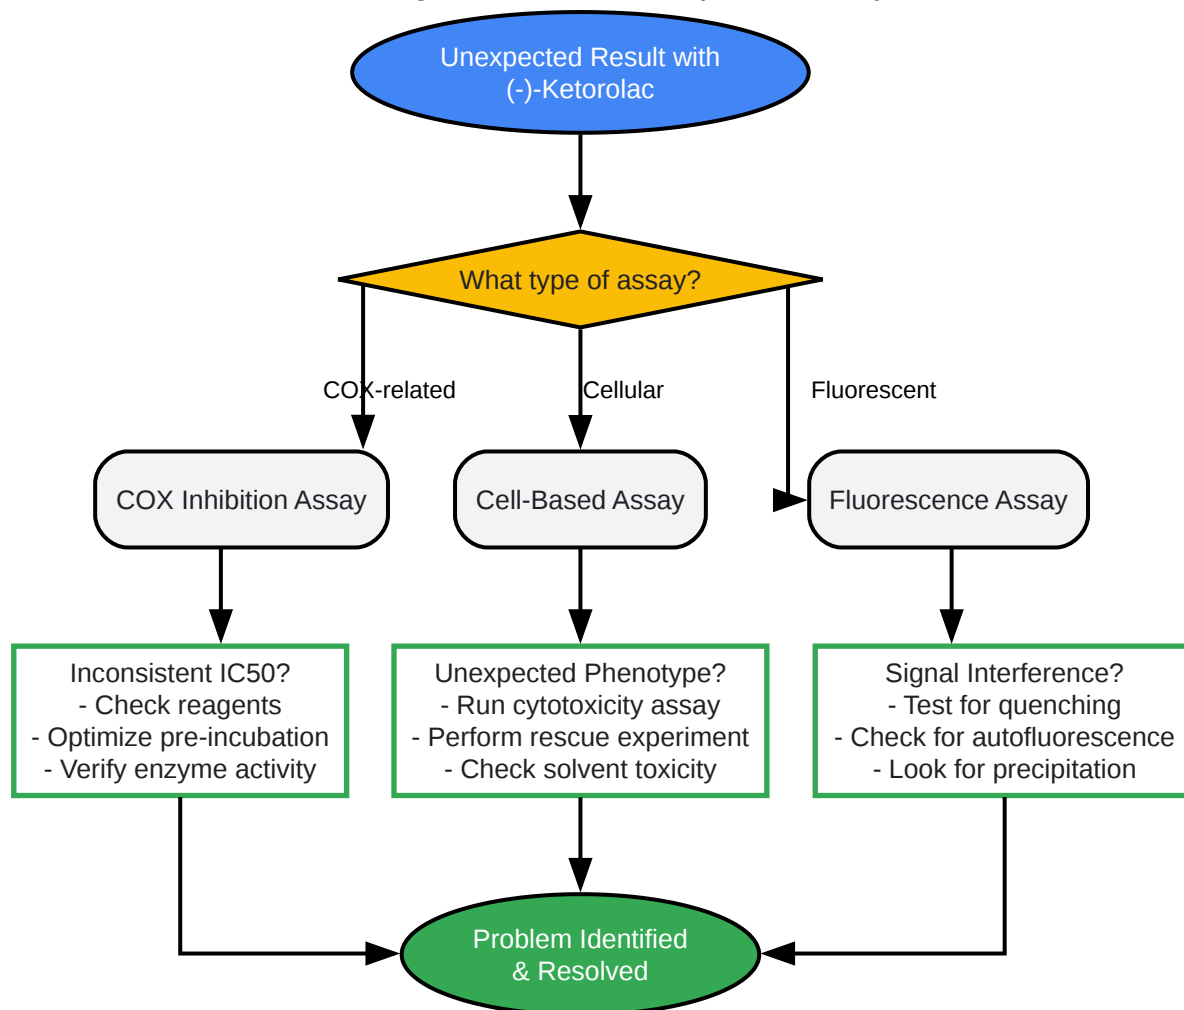 Unexpected Result with
(-)-Ketorolac
What type of assay?
COX-related
Cellular
Fluorescent
COX Inhibition Assay
Cell-Based Assay
Fluorescence Assay
Inconsistent IC50?
- Check reagents
- Optimize pre-incubation
- Verify enzyme activity
Unexpected Phenotype?
- Run cytotoxicity assay
- Perform rescue experiment
- Check solvent toxicity
Signal Interference?
- Test for quenching
- Check for autofluorescence
- Look for precipitation
Problem Identified
& Resolved